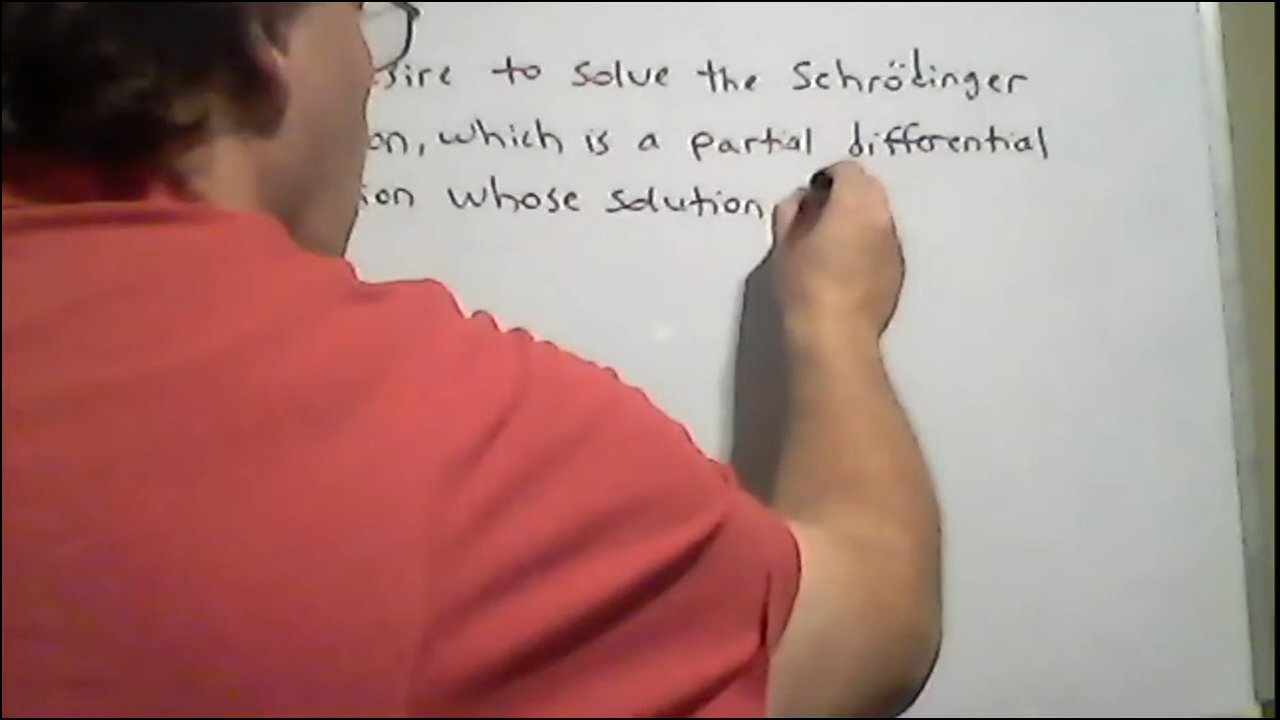 sire to solve the Schrödinger
on, which is a partial differential
ion whose solution